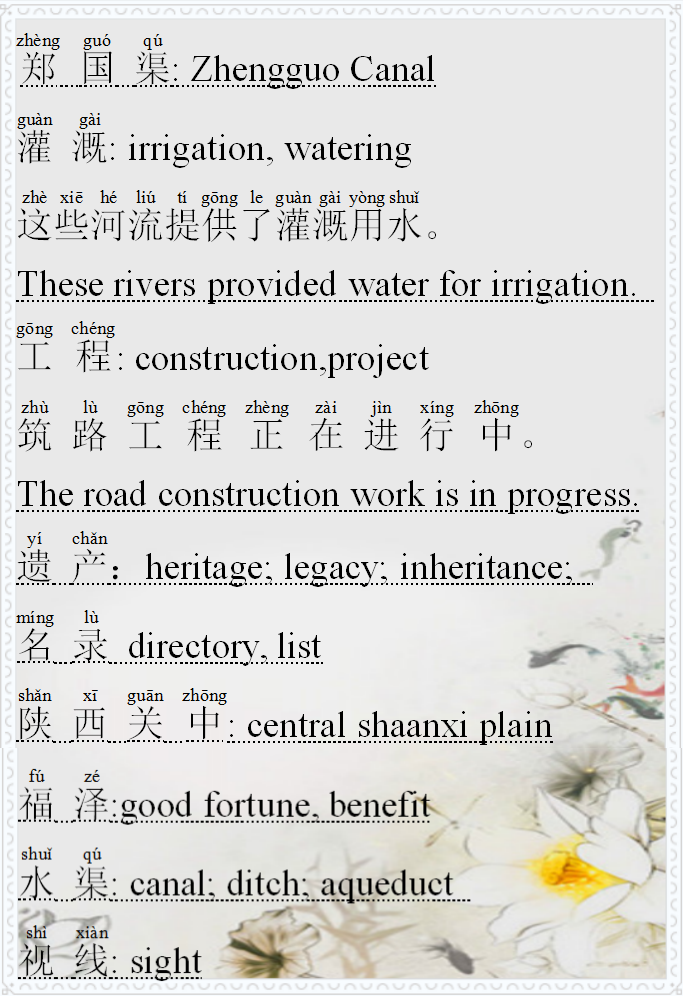 zhèng guó qú
郑 国 渠: Zhengguo Canal
guàn gài
灌 溉: irrigation, watering
zhè xiē hé liú tí gōng le guàn gài yòng shuǐ
这些河流提供了灌溉用水。
These rivers provided water for irrigation.
gōng chéng
工 程: construction,project
zhù lù gōng chéng zhèng zài jìn xíng zhōng
筑 路 工 程 正 在 进 行 中 。
The road construction work is in progress.
yí chǎn
遗 产：heritage; legacy; inheritance;
míng lù
名 录 directory, list
shǎn xī guān zhōng
陕 西 关 中: central shaanxi plain
fú zé
福 泽:good fortune, benefit
shuǐ qú
水 渠: canal; ditch; aqueduct
shì xiàn
视 线: sight